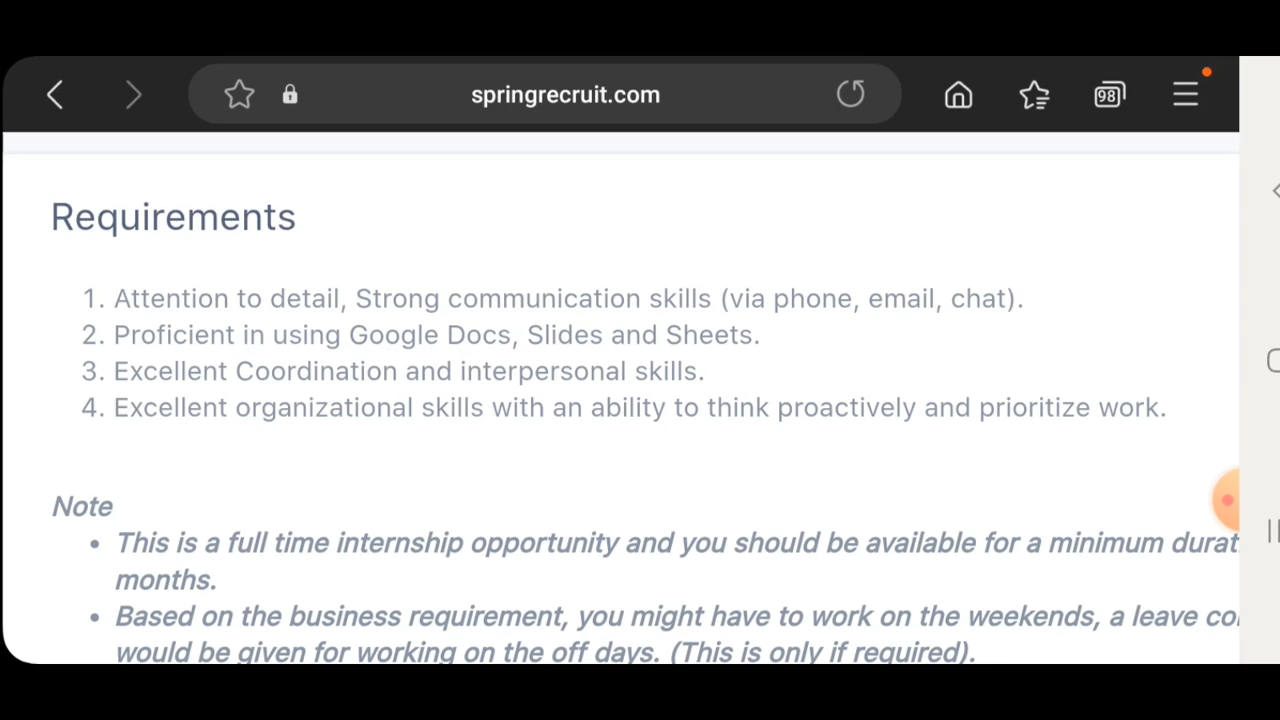 springrecruit.com
98
Requirements
1. Attention to detail, Strong communication skills (via phone, email, chat).
2. Proficient in using Google Docs, Slides and Sheets.
3. Excellent Coordination and interpersonal skills.
4. Excellent organizational skills with an ability to think proactively and prioritize work.
Note
• This is a full time internship opportunity and you should be available for a minimum
months.
• Based on the business requirement, you might have to work on the weekends, a leave
would be given for working on the off days. (This is only if required).